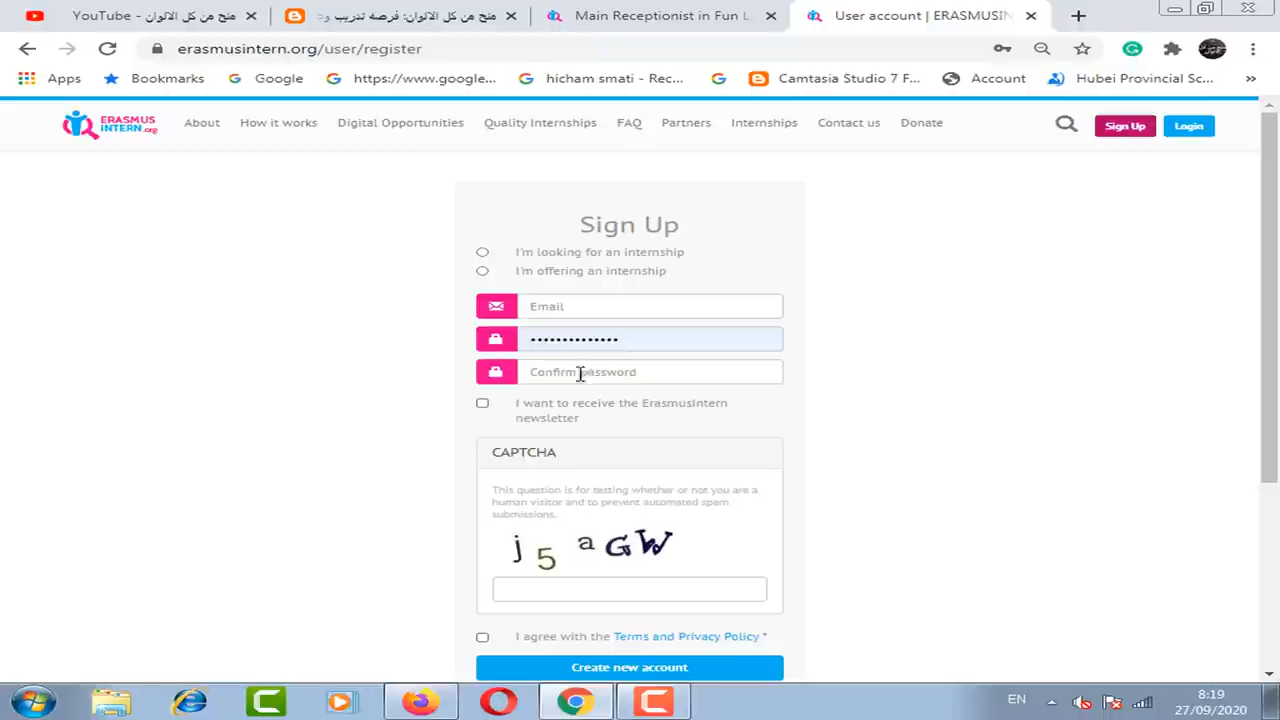 YouTube - منح من كل الالوان
منح من كل الالوان: فرصه تدريب
Main Receptionist in Fun
User account | ERASMUSIN
erasmusintern.org/user/register
Apps
Bookmarks
Google
https://www.google...
hicham smati - Rec...
Camtasia Studio 7 F...
Account
Hubei Provincial Sc...
»
ERASMUS
INTERN.org
About
How it works
Digital Opportunities
Quality Internships
FAQ
Partners
Internships
Contact us
Donate
Sign Up
Login
Sign Up
I'm looking for an internship
I'm offering an internship
Email
••••••••••••••
Confirm password
I want to receive the ErasmusIntern
newsletter
CAPTCHA
This question is for testing whether or not you are a
human visitor and to prevent automated spam
submissions.
j5aGW
I agree with the Terms and Privacy Policy *
Create new account
EN
8:19
27/09/2020